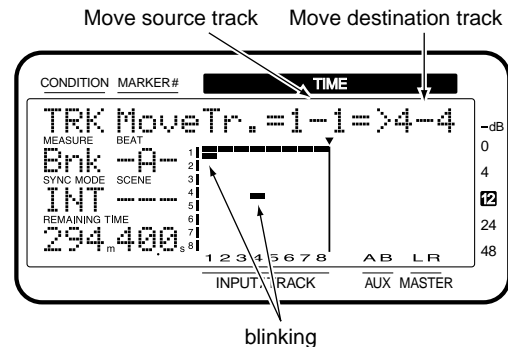 Move source track Move destination track
CONDITION MARKER# TIME
TRK MoveTr.=1-1=>4-4
MEASURE BEAT
Bnk -A-
SYNC MODE SCENE
INT ---
REMAINING TIME
294m400s
1
2
3
4
5
6
7
8
1 2 3 4 5 6 7 8 A B L R
INPUT/TRACK AUX MASTER
-dB
0
4
12
24
48
blinking